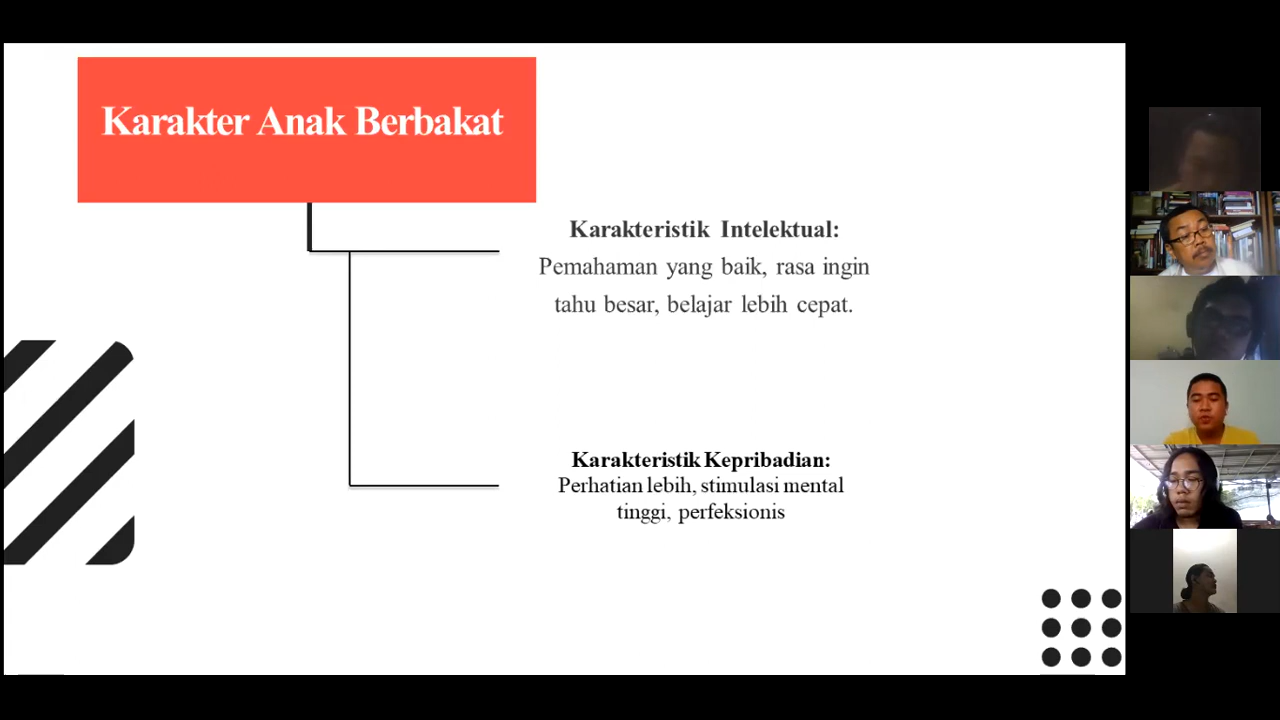 Karakter Anak Berbakat
Karakteristik Intelektual:
Pemahaman yang baik, rasa ingin
tahu besar, belajar lebih cepat.
Karakteristik Kepribadian:
Perhatian lebih, stimulasi mental
tinggi, perfeksionis